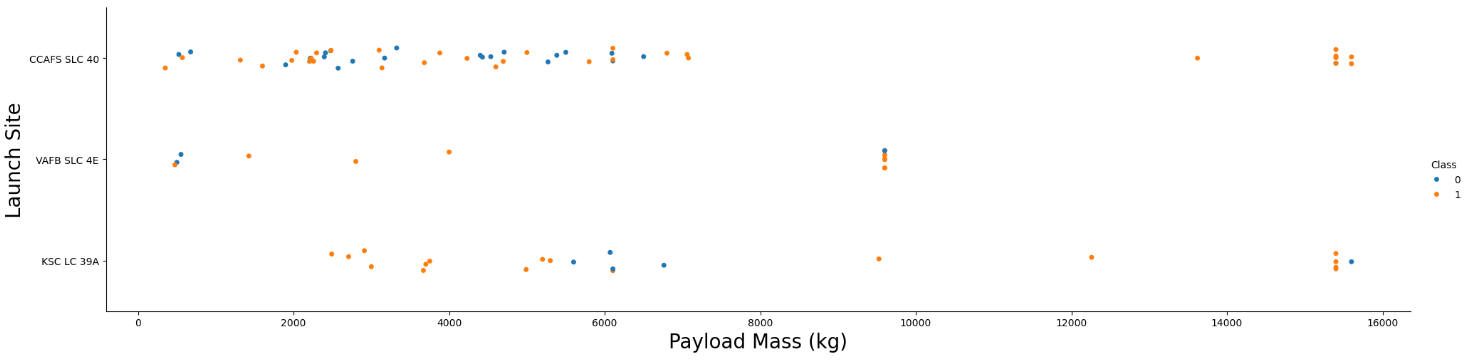 Launch Site
CCAFS SLC 40
VAFB SLC 4E
KSC LC 39A
0 2000 4000 6000 8000 10000 12000 14000 16000
Payload Mass (kg)
Class
0
1